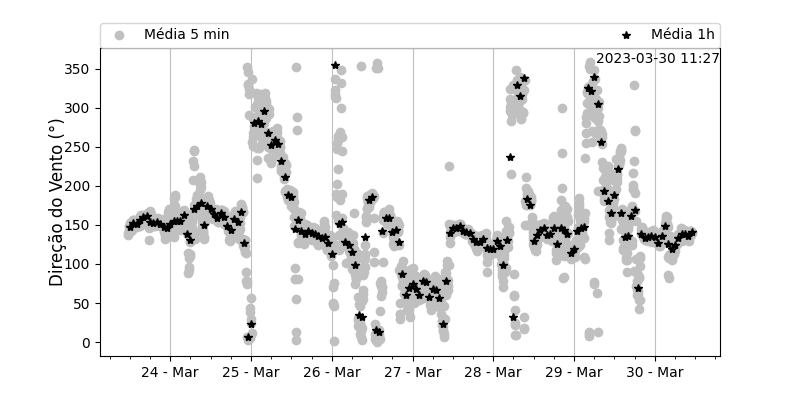 Média 5 min
Média 1h
2023-03-30 11:27
Direção do Vento (°)
350
300
250
200
150
100
50
0
24 - Mar
25 - Mar
26 - Mar
27 - Mar
28 - Mar
29 - Mar
30 - Mar